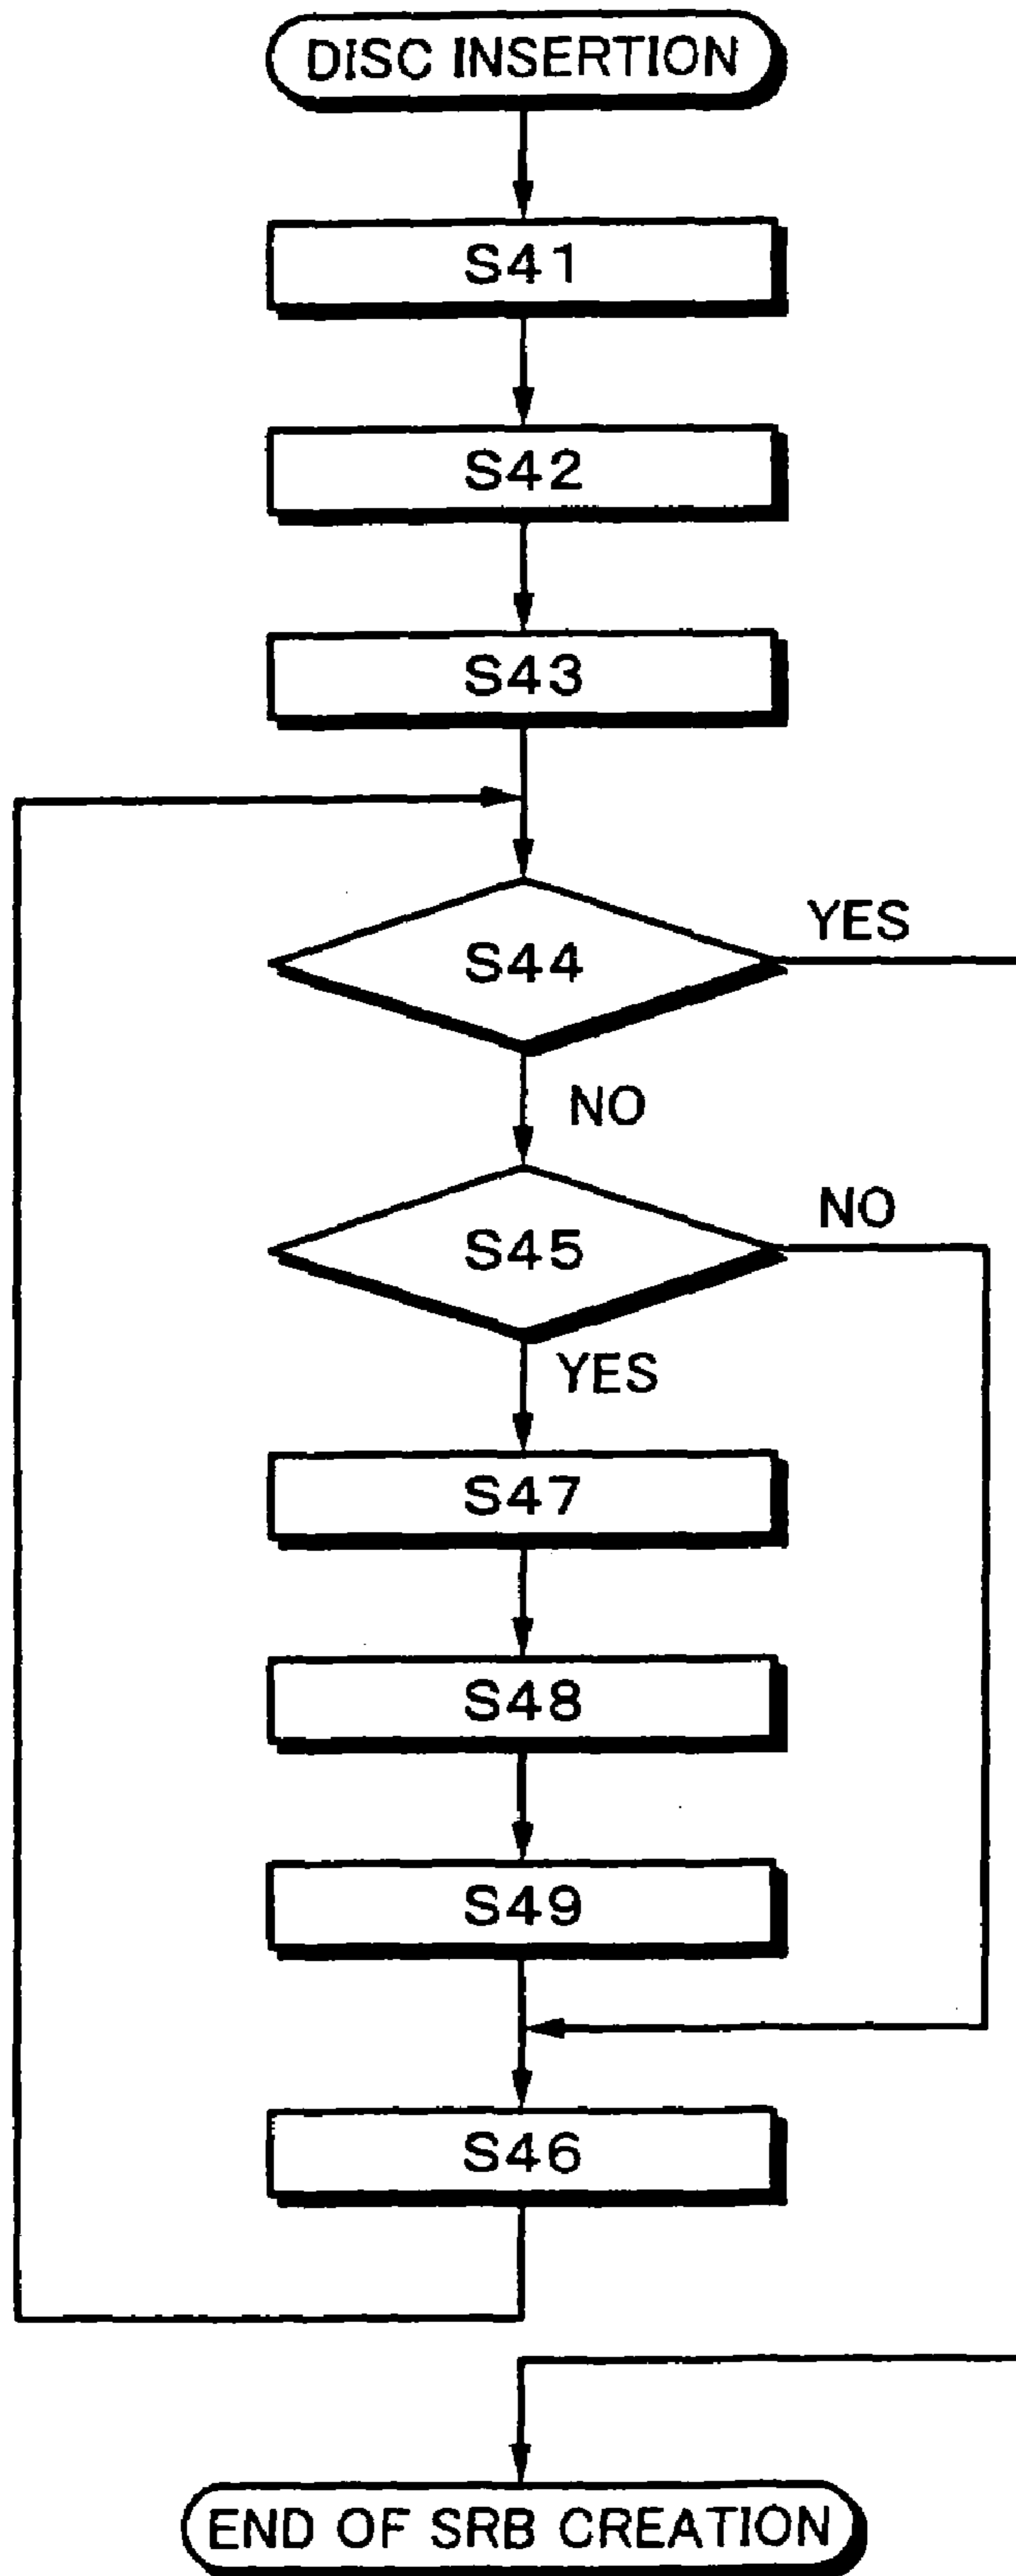 DISC INSERTION
S41
S42
S43
S44
YES
NO
S45
NO
YES
S47
S48
S49
S46
END OF SRB CREATION